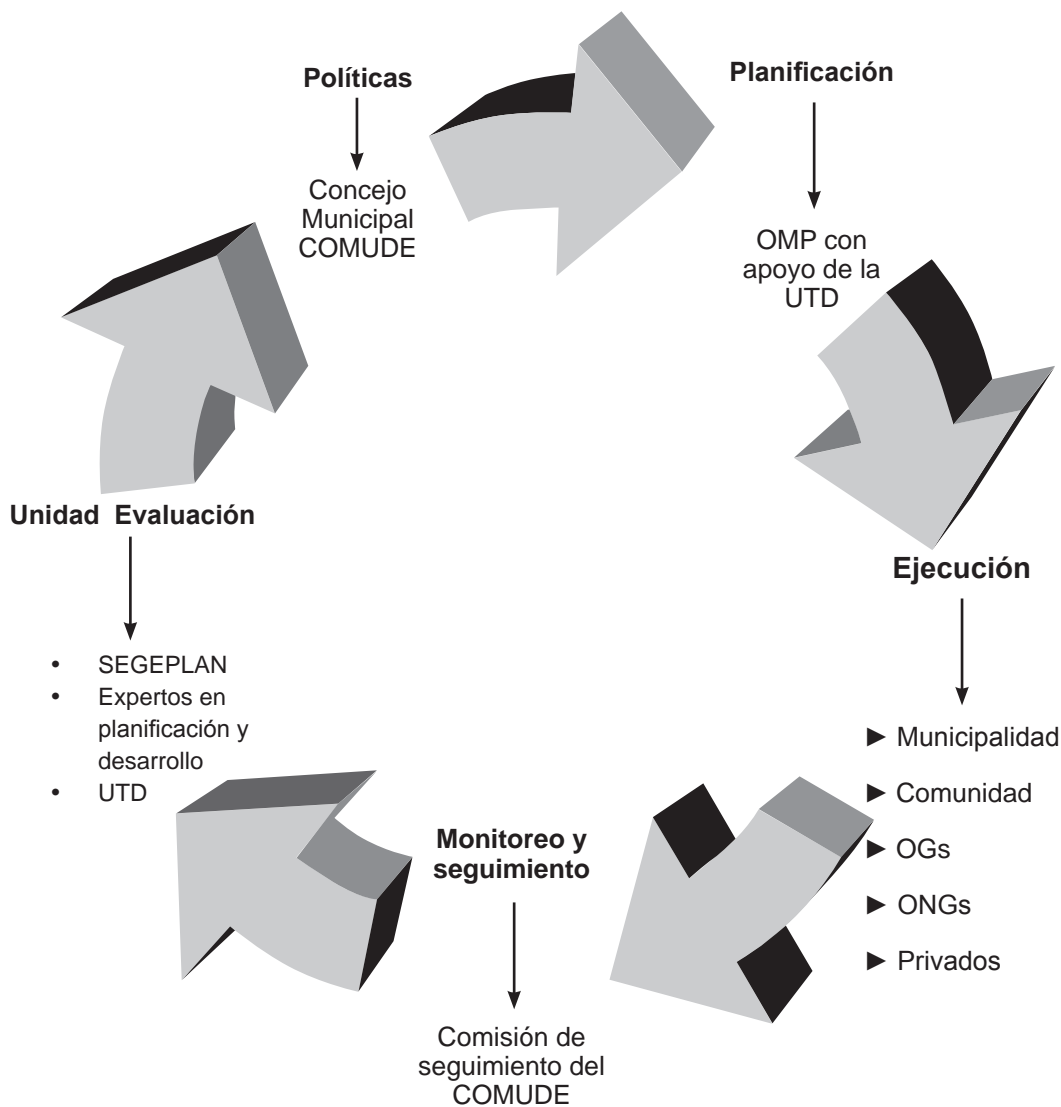 Políticas
Concejo
Municipal
COMUDE
Planificación
OMP con
apoyo de la
UTD
Ejecución
► Municipalidad
► Comunidad
► OGs
► ONGs
► Privados
Monitoreo y
seguimiento
Comisión de
seguimiento del
COMUDE
Unidad Evaluación
• SEGEPLAN
• Expertos en
planificación y
desarrollo
• UTD